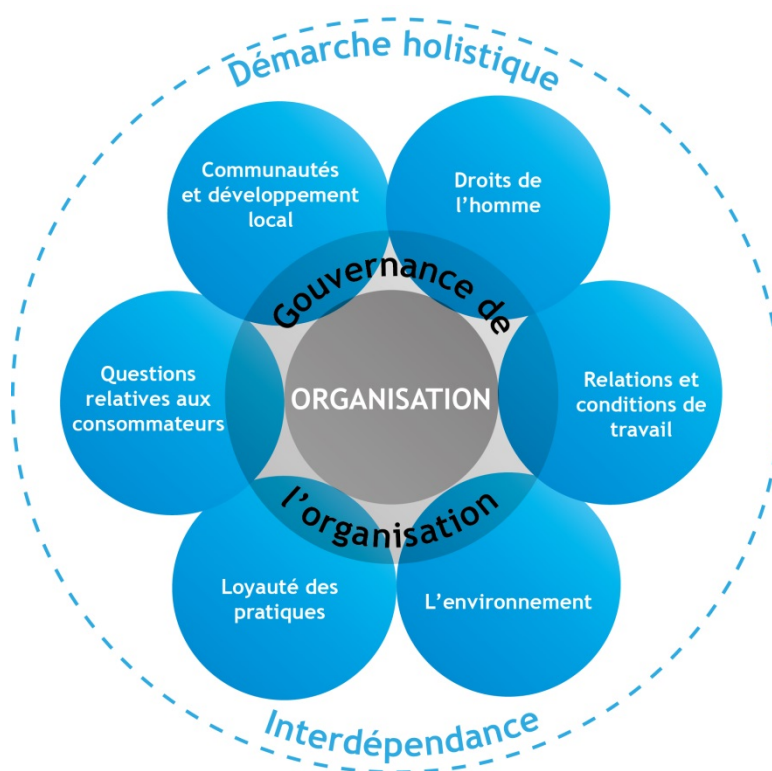 Démarche holistique
Communautés
et développement
local
Droits de
l’homme
Gouvernance de
Questions
relatives aux
consommateurs
ORGANISATION
Relations et
conditions de
travail
l’organisation
Loyauté des
pratiques
L’environnement
Interdépendance